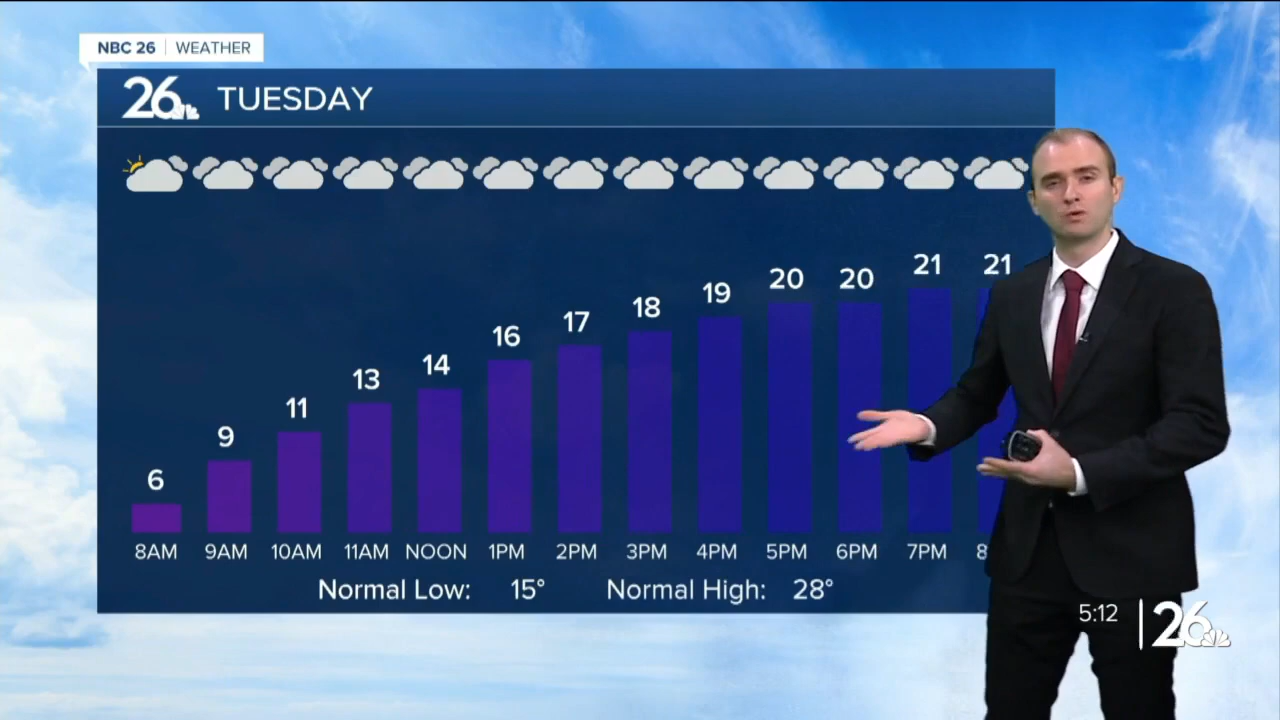 NBC 26 | WEATHER
26 TUESDAY
21 21
20 20
19
18
17
16
14
13
11
9
6
8AM 9AM 10AM 11AM NOON 1PM 2PM 3PM 4PM 5PM 6PM 7PM 8
Normal Low: 15° Normal High: 28°
5:12 | 26